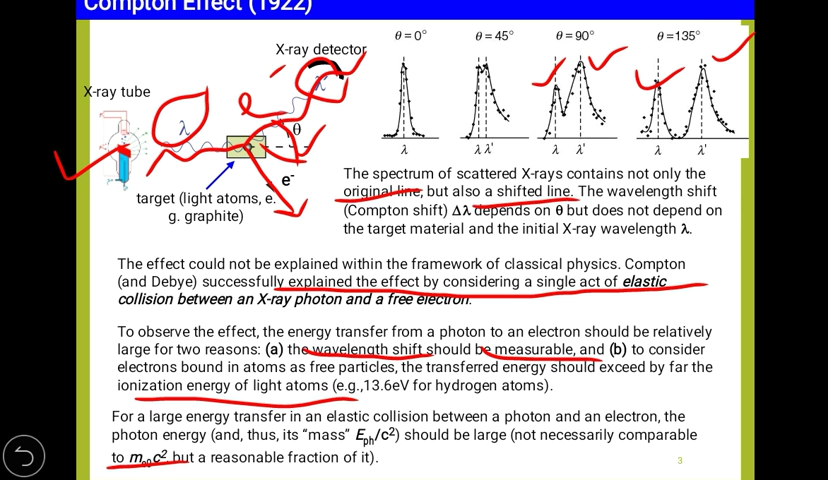 Compton Effect (1922)
X-ray detector
X-ray tube
λ
λ'
θ
e⁻
target (light atoms, e.
g. graphite)
θ = 0°
θ = 45°
θ = 90°
θ =135°
λ
λ λ'
λ λ'
λ λ'
The spectrum of scattered X-rays contains not only the
original line, but also a shifted line. The wavelength shift
(Compton shift) Δλ depends on θ but does not depend on
the target material and the initial X-ray wavelength λ.
The effect could not be explained within the framework of classical physics. Compton
(and Debye) successfully explained the effect by considering a single act of elastic
collision between an X-ray photon and a free electron.
To observe the effect, the energy transfer from a photon to an electron should be relatively
large for two reasons: (a) the wavelength shift should be measurable, and (b) to consider
electrons bound in atoms as free particles, the transferred energy should exceed by far the
ionization energy of light atoms (e.g.,13.6eV for hydrogen atoms).
For a large energy transfer in an elastic collision between a photon and an electron, the
photon energy (and, thus, its “mass” Eph/c²) should be large (not necessarily comparable
to c² but a reasonable fraction of it).
3